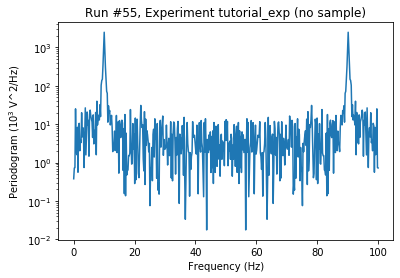 Run #55, Experiment tutorial_exp (no sample)
Periodogram (10³ V^2/Hz)
10³
10²
10¹
10⁰
10⁻¹
10⁻²
0 20 40 60 80 100
Frequency (Hz)